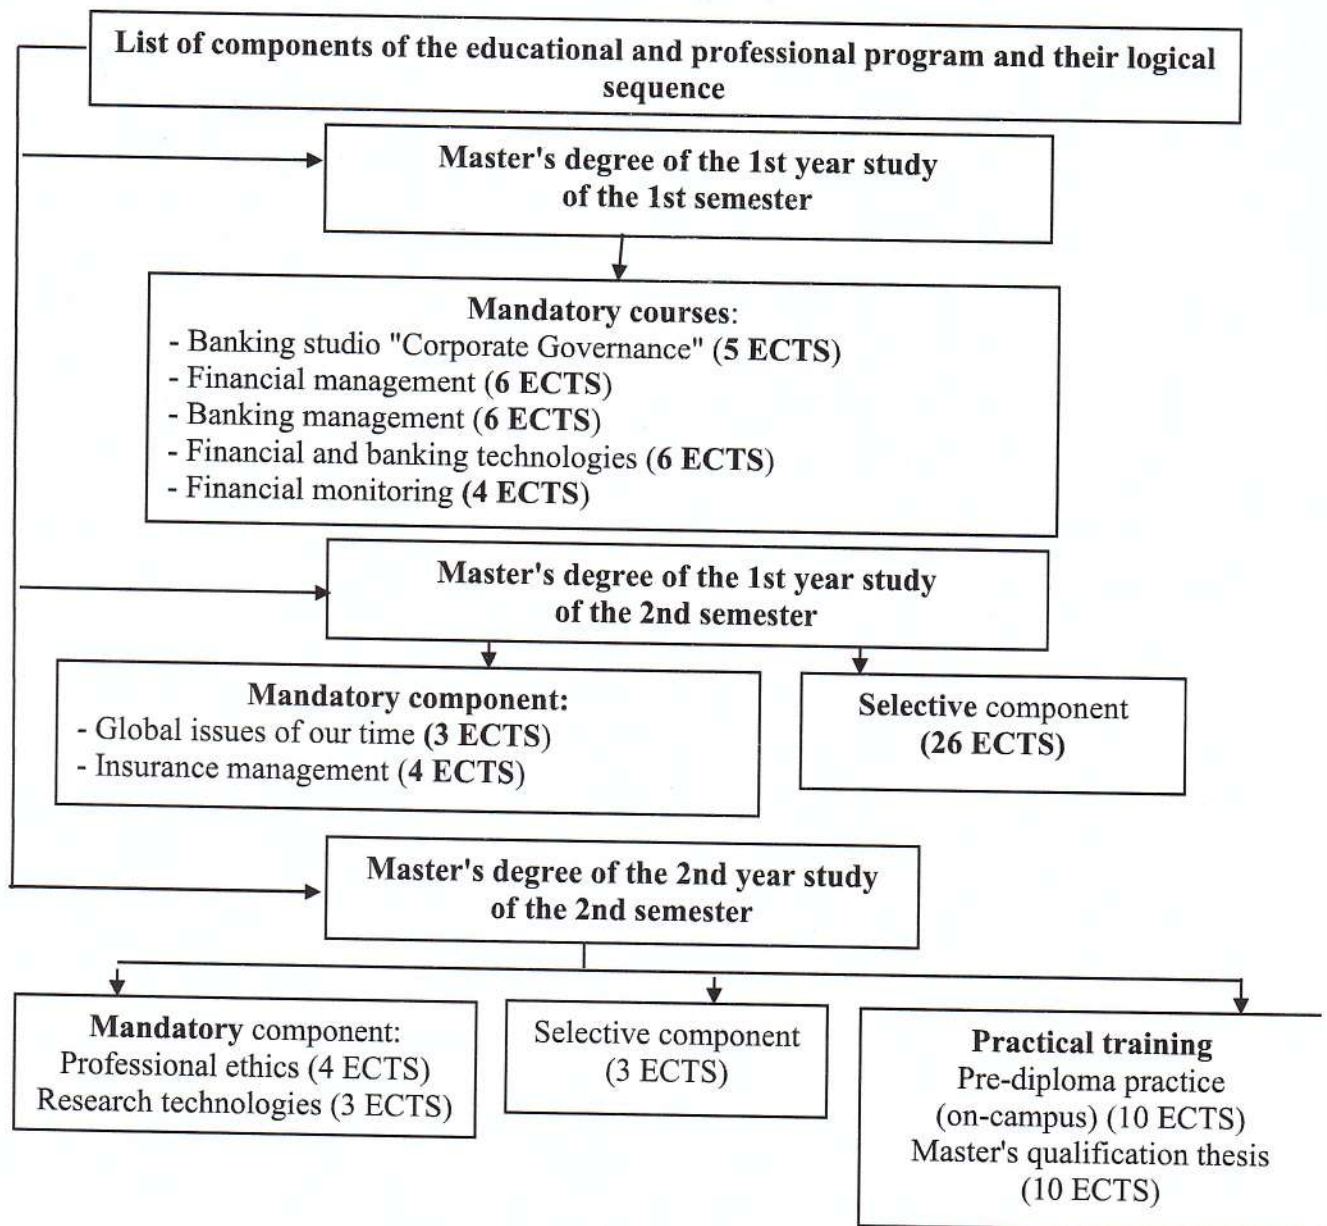 List of components of the educational and professional program and their logical
sequence
Master's degree of the 1st year study
of the 1st semester
Mandatory courses:
- Banking studio "Corporate Governance" (5 ECTS)
- Financial management (6 ECTS)
- Banking management (6 ECTS)
- Financial and banking technologies (6 ECTS)
- Financial monitoring (4 ECTS)
Master's degree of the 1st year study
of the 2nd semester
Mandatory component:
- Global issues of our time (3 ECTS)
- Insurance management (4 ECTS)
Selective component
(26 ECTS)
Master's degree of the 2nd year study
of the 2nd semester
Mandatory component:
Professional ethics (4 ECTS)
Research technologies (3 ECTS)
Selective component
(3 ECTS)
Practical training
Pre-diploma practice
(on-campus) (10 ECTS)
Master's qualification thesis
(10 ECTS)